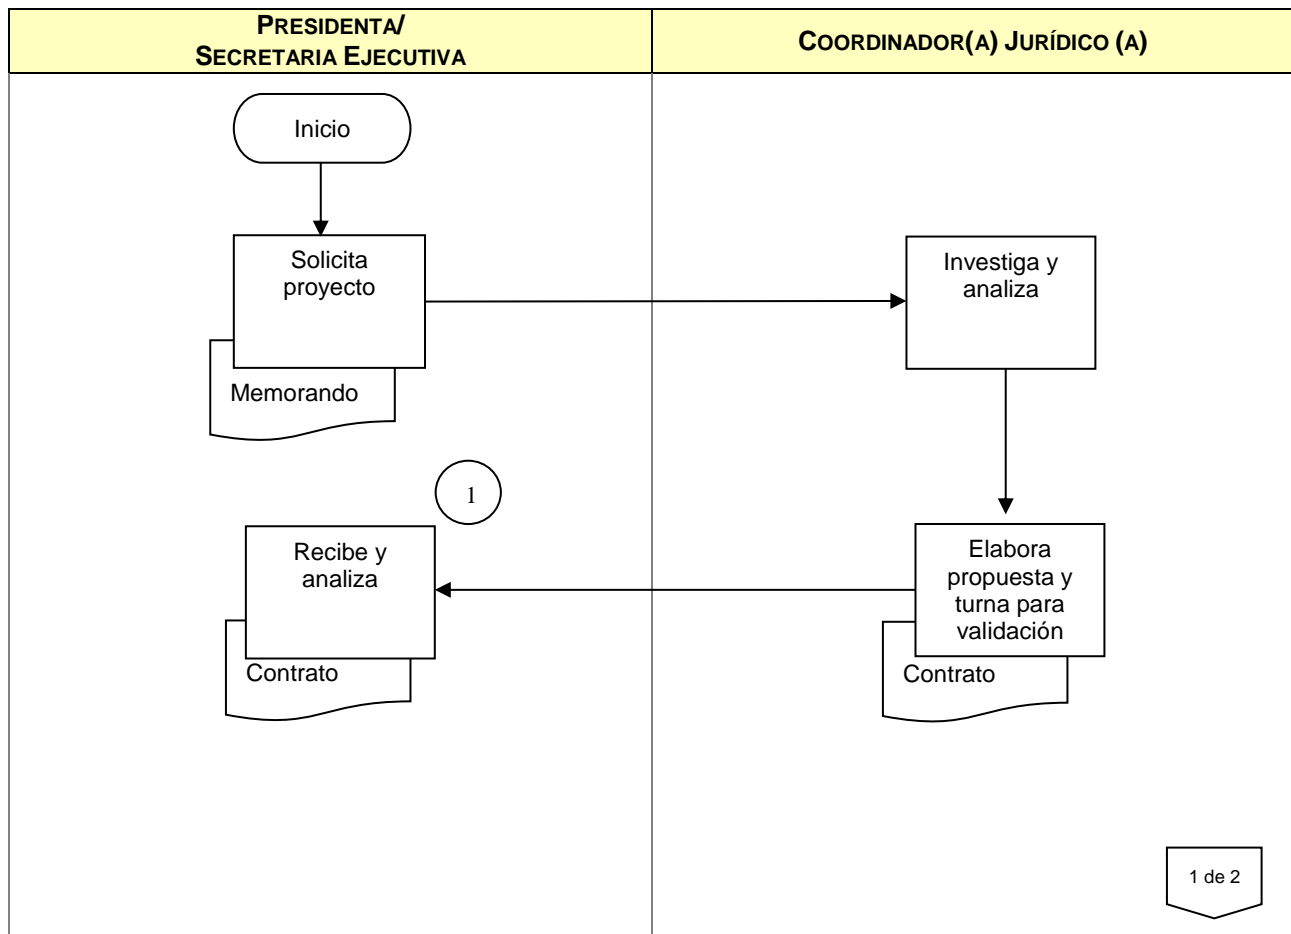 PRESIDENTA/
SECRETARIA EJECUTIVA
COORDINADOR(A) JURÍDICO (A)
Inicio
Solicita
proyecto
Memorando
Investiga y
analiza
1
Recibe y
analiza
Contrato
Elabora
propuesta y
turna para
validación
Contrato
1 de 2